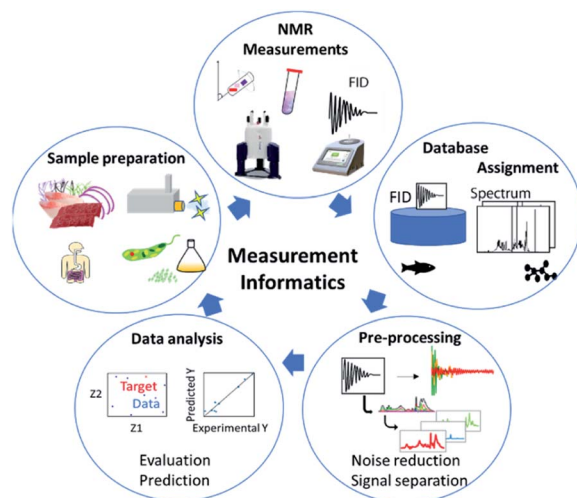 NMR
Measurements
FID
Sample preparation
Database
Assignment
FID
Spectrum
Measurement
Informatics
Data analysis
Z2
Target
Data
Z1
Predicted Y
Experimental Y
Evaluation
Prediction
Pre-processing
Noise reduction
Signal separation